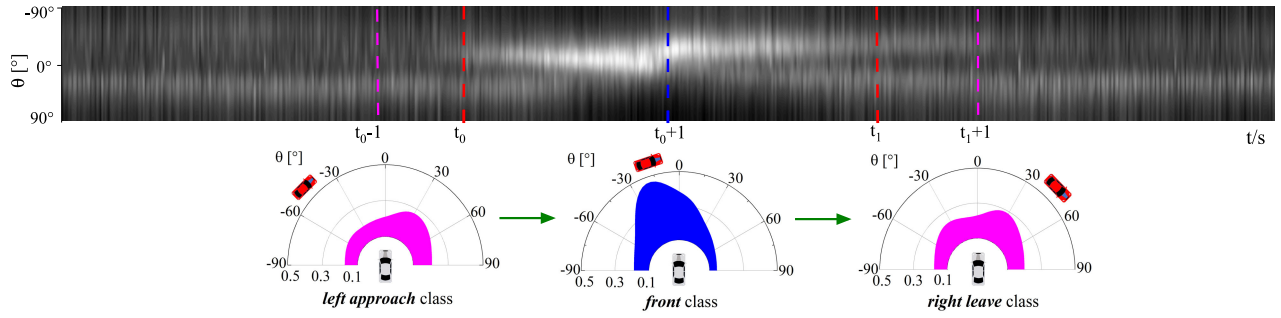 -90°
θ [°]
0°
90°
t₀-1
t₀
t₀+1
t₁
t₁+1
t/s
θ [°]
0
-30
30
-60
60
-90
90
0.5 0.3 0.1
left approach class
θ [°]
0
-30
30
-60
60
-90
90
0.5 0.3 0.1
front class
θ [°]
0
-30
30
-60
60
-90
90
0.5 0.3 0.1
right leave class